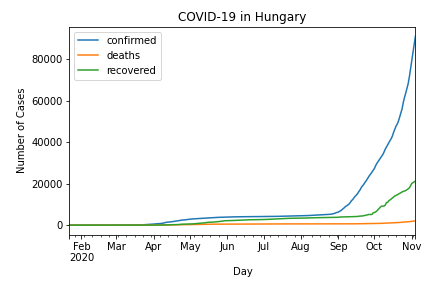 COVID-19 in Hungary
confirmed
deaths
recovered
Number of Cases
80000
60000
40000
20000
0
Feb Mar Apr May Jun Jul Aug Sep Oct Nov
2020
Day